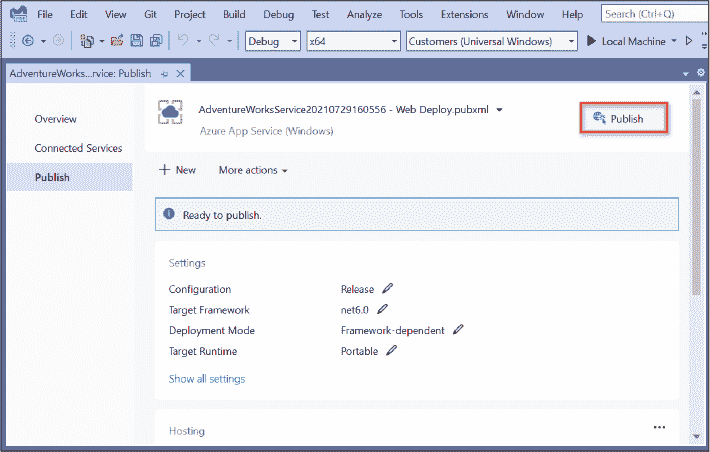 File Edit View Git Project Build Debug Test Analyze Tools Extensions Window Help Search (Ctrl+Q)
Debug x64 Customers (Universal Windows) Local Machine
AdventureWorks...rvice: Publish
Overview
Connected Services
Publish
AdventureWorksService20210729160556 - Web Deploy.pubxml
Azure App Service (Windows)
Publish
New More actions
Ready to publish.
Settings
Configuration Release
Target Framework net6.0
Deployment Mode Framework-dependent
Target Runtime Portable
Show all settings
Hosting